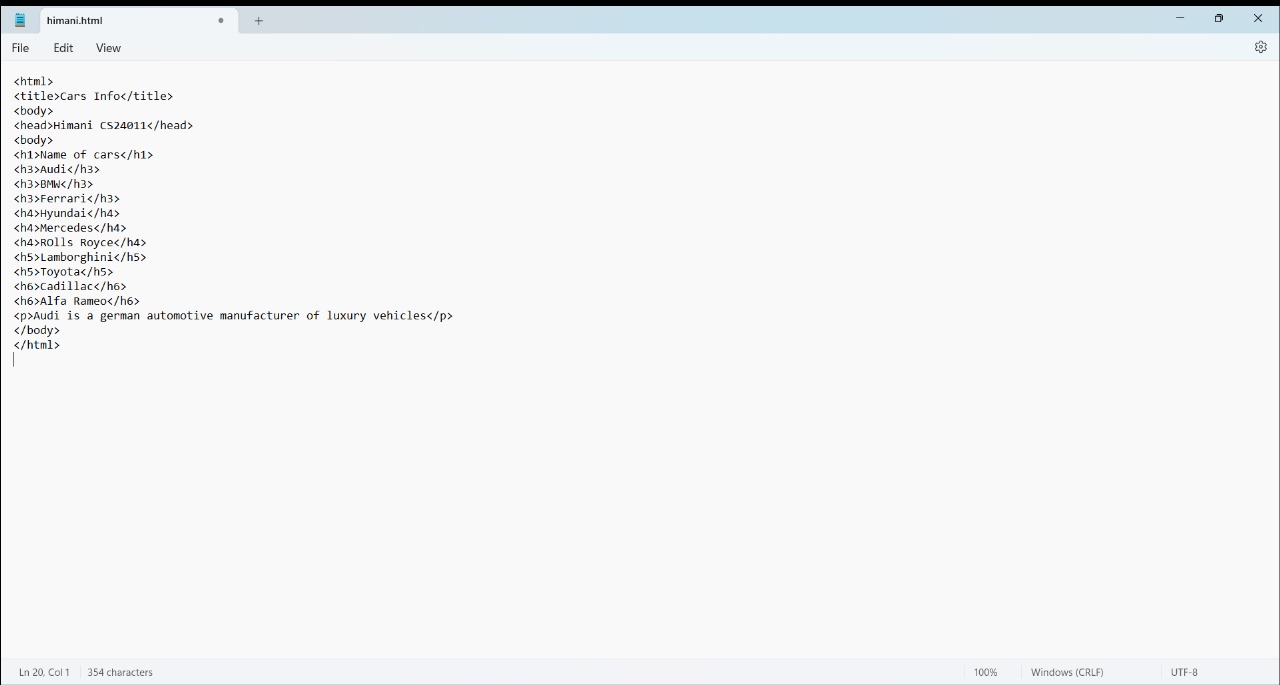 himani.html
File Edit View
<html>
<title>Cars Info</title>
<body>
<head>Himani CS24011</head>
<body>
<h1>Name of cars</h1>
<h3>Audi</h3>
<h3>BMW</h3>
<h3>Ferrari</h3>
<h4>Hyundai</h4>
<h4>Mercedes</h4>
<h4>ROlls Royce</h4>
<h5>Lamborghini</h5>
<h5>Toyota</h5>
<h6>Cadillac</h6>
<h6>Alfa Rameo</h6>
<p>Audi is a german automotive manufacturer of luxury vehicles</p>
</body>
</html>
Ln 20, Col 1 354 characters 100% Windows (CRLF) UTF-8